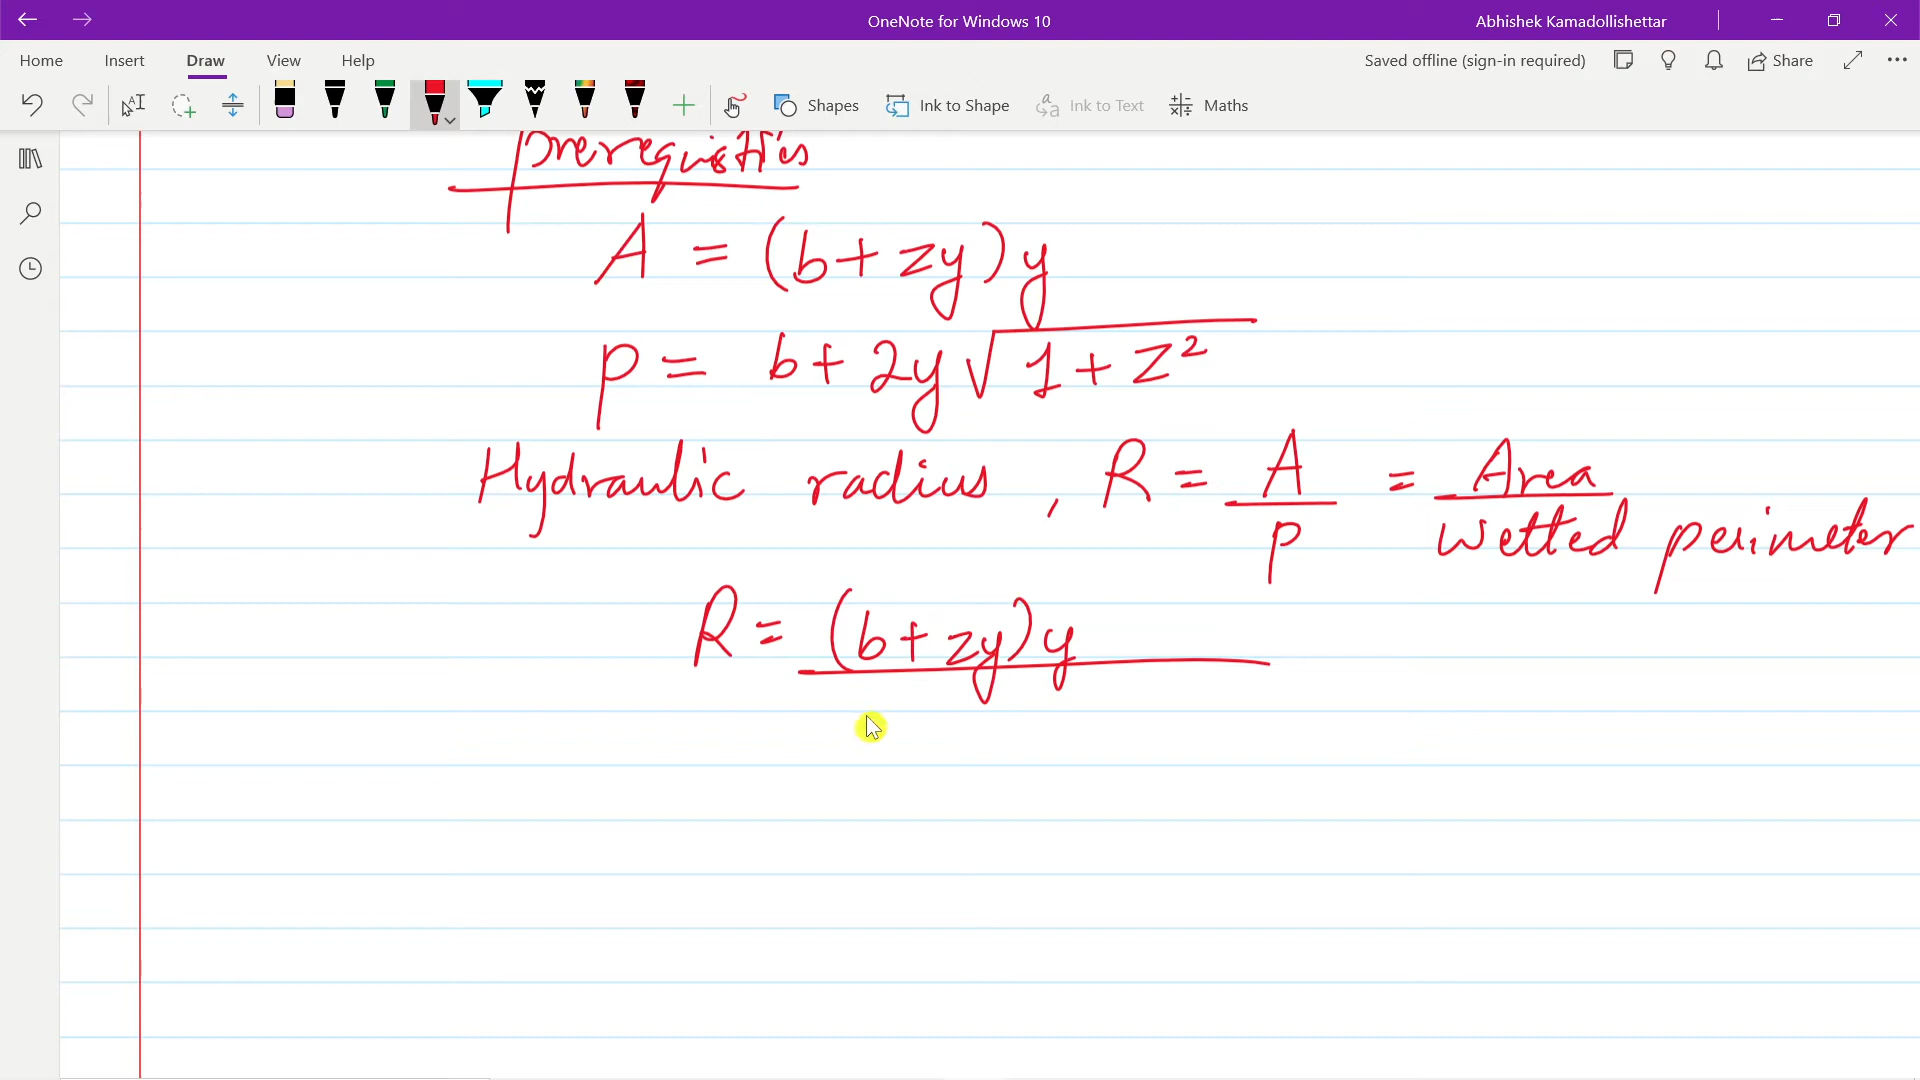 OneNote for Windows 10
Abhishek Kamadollishettar
Home Insert Draw View Help
Saved offline (sign-in required) Share
Shapes Ink to Shape Ink to Text Maths
prerequistics
A = (b+zy)y
p = b+2y√1+z²
Hydraulic radius, R = A/p = Area/wetted perimeter
R = (b+zy)y